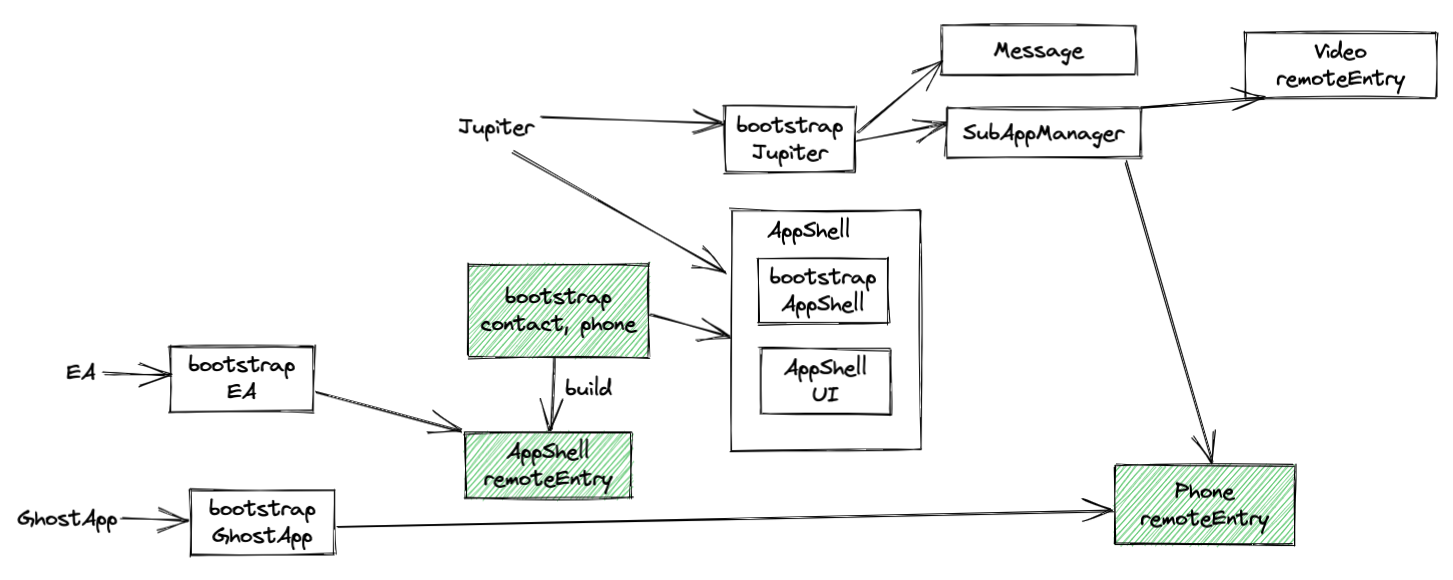 Message
Video
remoteEntry
Jupiter
bootstrap
Jupiter
SubAppManager
AppShell
bootstrap
AppShell
AppShell
UI
bootstrap
contact, phone
build
EA
bootstrap
EA
AppShell
remoteEntry
GhostApp
bootstrap
GhostApp
Phone
remoteEntry